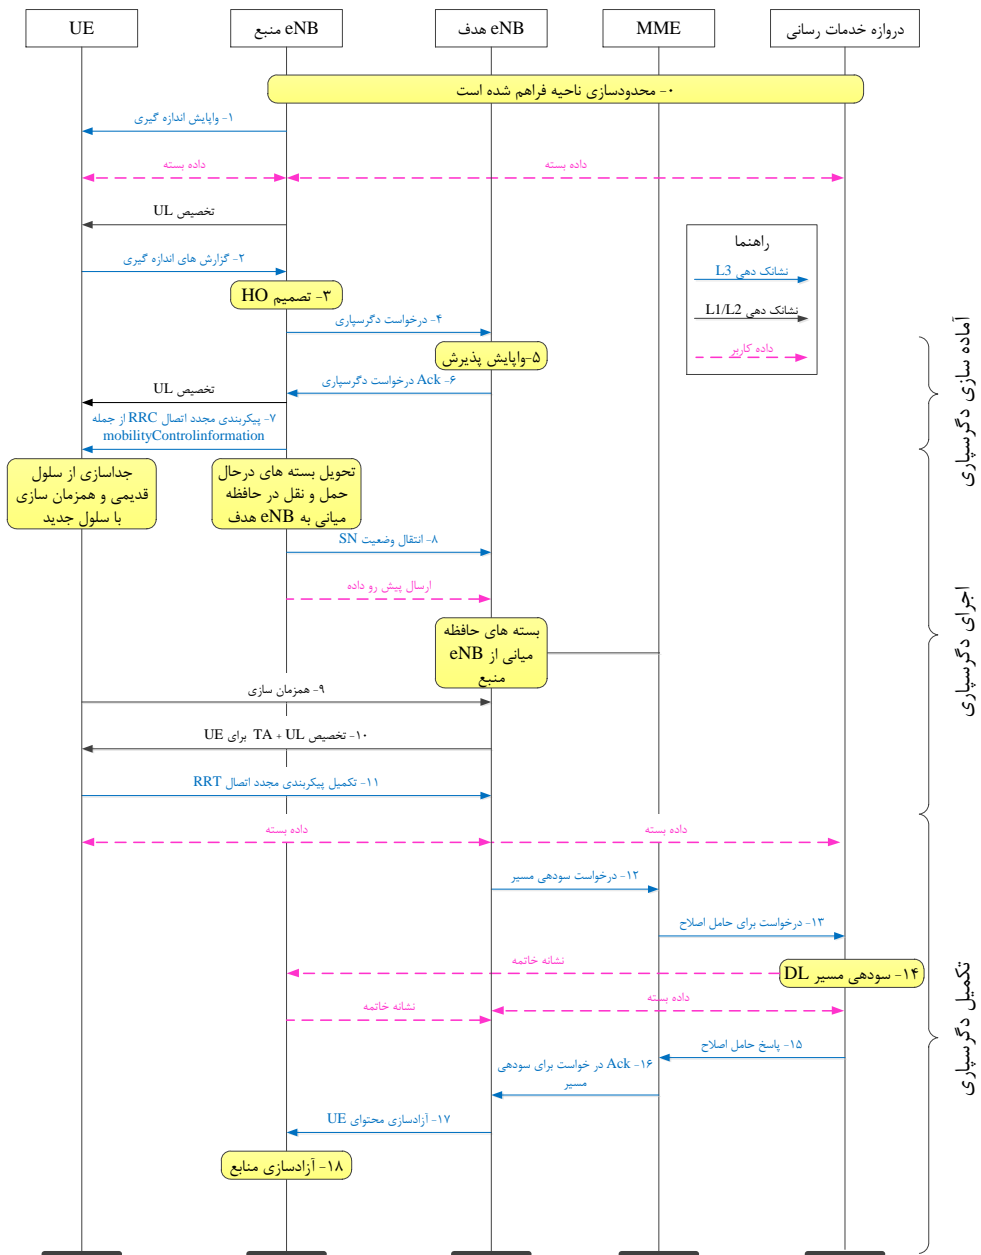 UE
eNB منبع
eNB هدف
MME
دروازه خدمات رسانی
۰- محدودسازی ناحیه فراهم شده است
۱- واپایش اندازه گیری
داده بسته
داده بسته
تخصیص UL
۲- گزارش های اندازه گیری
۳- تصمیم HO
راهنما
نشانک دهی L3
نشانک دهی L1/L2
داده کاربر
۴- درخواست دگرسپاری
۵-واپایش پذیرش
۶- Ack درخواست دگرسپاری
تخصیص UL
۷- پیکربندی مجدد اتصال RRC از جمله
mobilityControlinformation
آماده سازی دگرسپاری
جداسازی از سلول
قدیمی و همزمان سازی
با سلول جدید
تحویل بسته های درحال
حمل و نقل در حافظه
میانی به eNB هدف
۸- انتقال وضعیت SN
ارسال پیش رو داده
بسته های حافظه
میانی از eNB
منبع
۹- همزمان سازی
۱۰- تخصیص TA + UL برای UE
۱۱- تکمیل پیکربندی مجدد اتصال RRT
اجرای دگرسپاری
داده بسته
داده بسته
۱۲- درخواست سودهی مسیر
۱۳- درخواست برای حامل اصلاح
۱۴- سودهی مسیر DL
نشانه خاتمه
داده بسته
نشانه خاتمه
۱۵- پاسخ حامل اصلاح
۱۶- Ack در خواست برای سودهی
مسیر
۱۷- آزادسازی محتوای UE
۱۸- آزادسازی منابع
تکمیل دگرسپاری